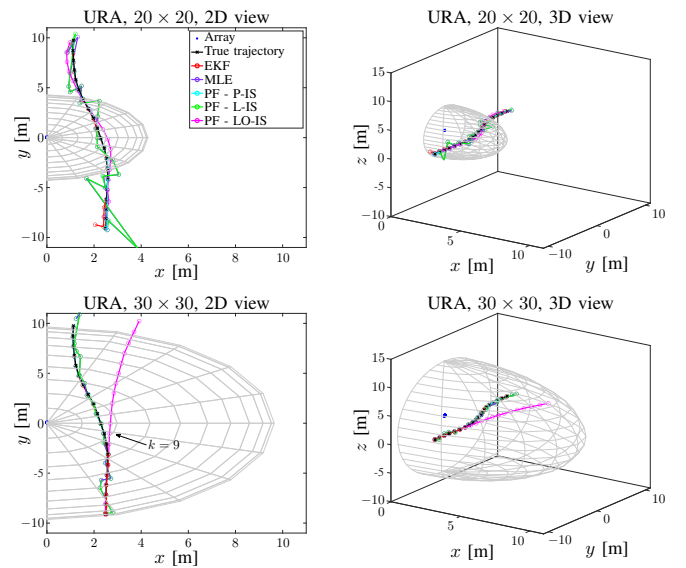 URA, 20 × 20, 2D view
10
5
0
−5
−10
y [m]
0
2
4
6
8
10
x [m]
Array
True trajectory
EKF
MLE
PF - P-IS
PF - L-IS
PF - LO-IS
URA, 20 × 20, 3D view
15
10
5
0
−5
−10
z [m]
0
5
10
x [m]
−10
0
10
y [m]
URA, 30 × 30, 2D view
10
5
0
−5
−10
y [m]
k = 9
0
2
4
6
8
10
x [m]
URA, 30 × 30, 3D view
15
10
5
0
−5
−10
z [m]
0
5
10
x [m]
−10
0
10
y [m]